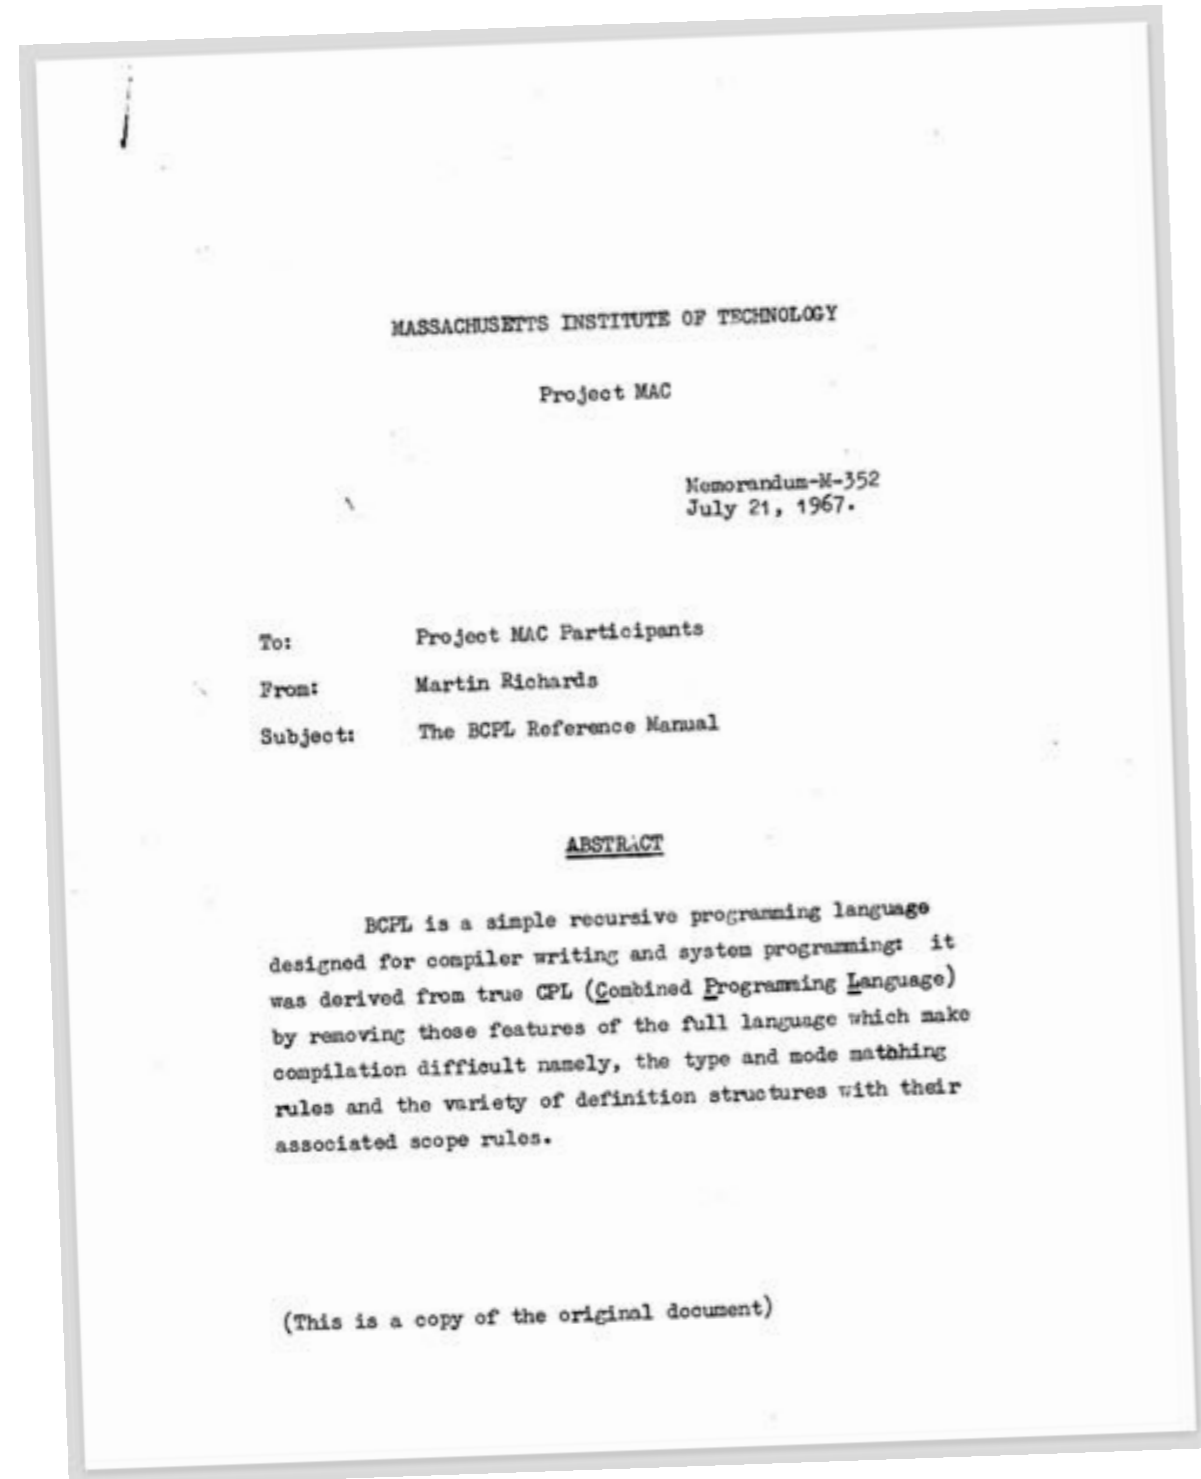 MASSACHUSETTS INSTITUTE OF TECHNOLOGY
Project MAC
Memorandum-M-352
July 21, 1967.
To: Project MAC Participants
From: Martin Richards
Subject: The BCPL Reference Manual
ABSTRACT
BCPL is a simple recursive programming language
designed for compiler writing and system programming: it
was derived from true CPL (Combined Programming Language)
by removing those features of the full language which make
compilation difficult namely, the type and mode mathhing
rules and the variety of definition structures with their
associated scope rules.
(This is a copy of the original document)